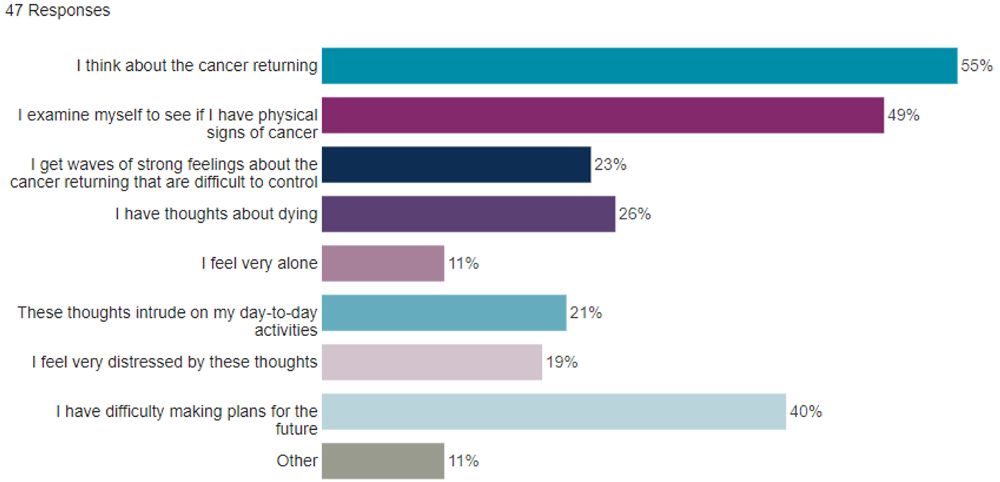 47 Responses
I think about the cancer returning
55%
I examine myself to see if I have physical
signs of cancer
49%
I get waves of strong feelings about the
cancer returning that are difficult to control
23%
I have thoughts about dying
26%
I feel very alone
11%
These thoughts intrude on my day-to-day
activities
21%
I feel very distressed by these thoughts
19%
I have difficulty making plans for the
future
40%
Other
11%